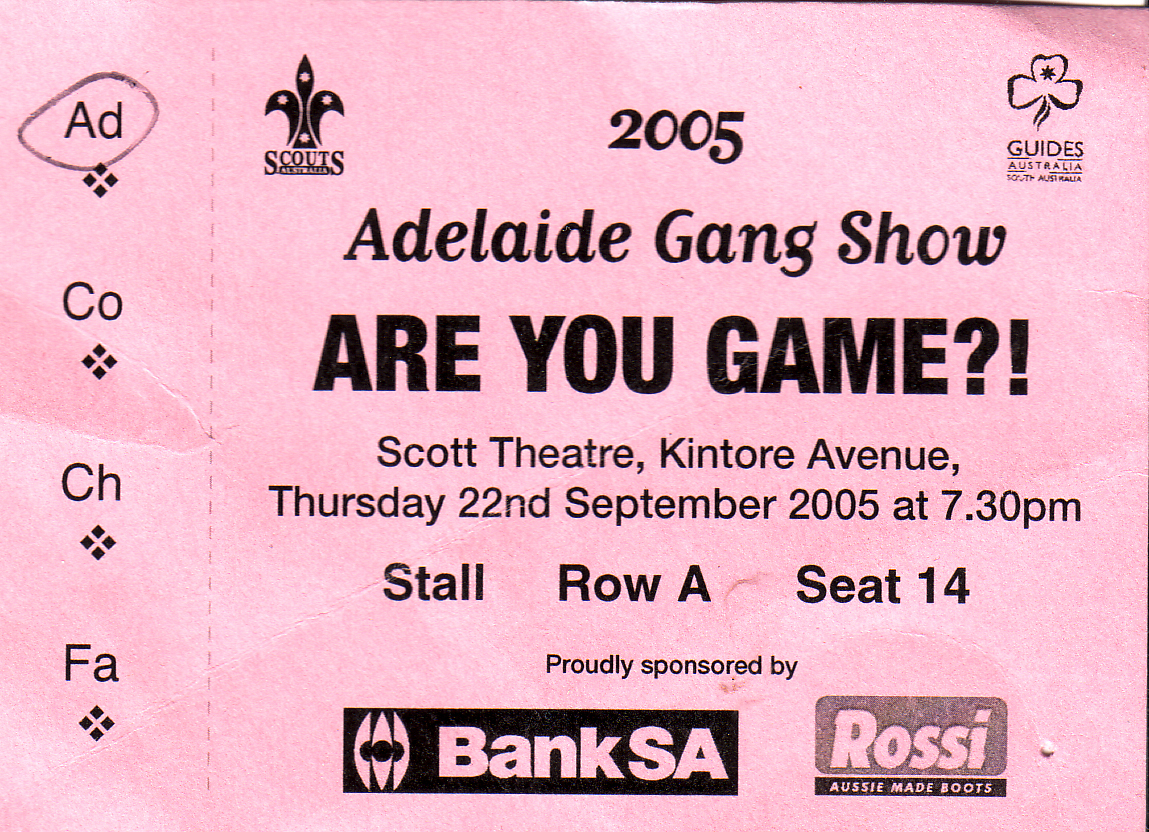 Ad
Co
Ch
Fa
SCOUTS
AUSTRALIA
2005
GUIDES
AUSTRALIA
SOUTH AUSTRALIA
Adelaide Gang Show
ARE YOU GAME?!
Scott Theatre, Kintore Avenue,
Thursday 22nd September 2005 at 7.30pm
Stall Row A Seat 14
Proudly sponsored by
BankSA
Rossi
AUSSIE MADE BOOTS